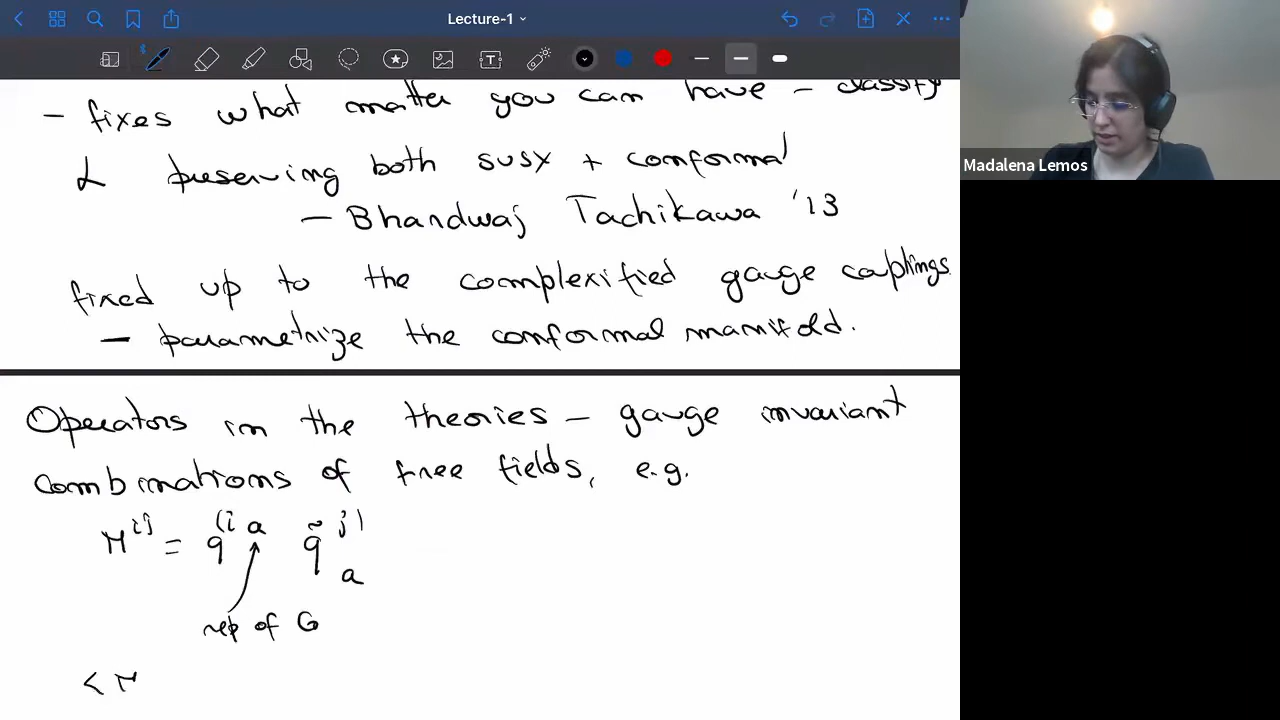 Lecture-1
- fixes what matter you can have - classify
L preserving both susy + conformal
- Bhandwaj Tachikawa '13
fixed up to the complexified gauge couplings
- parametrize the conformal manifold.
Operators in the theories - gauge invariant
combinations of free fields, e.g.
M^{ij} = q^{(i a} q̃^{j)}_a
rep of G
< M
Madalena Lemos